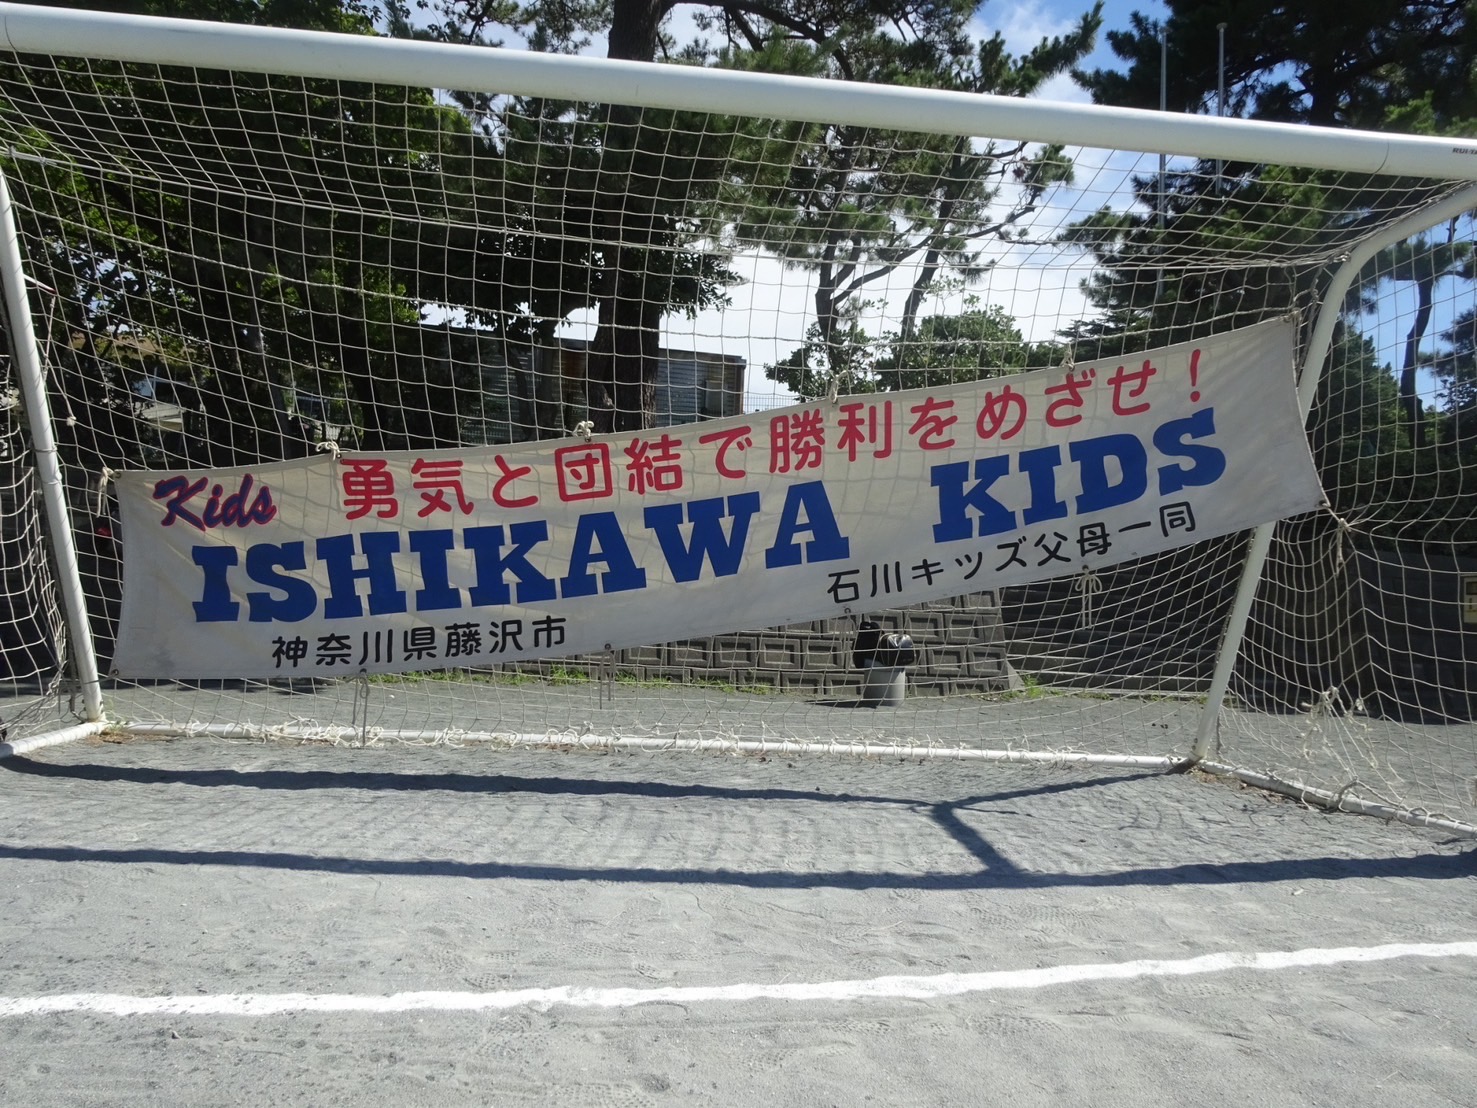 Kids
勇気と団結で勝利をめざせ！
ISHIKAWA KIDS
神奈川県藤沢市
石川キッズ父母一同